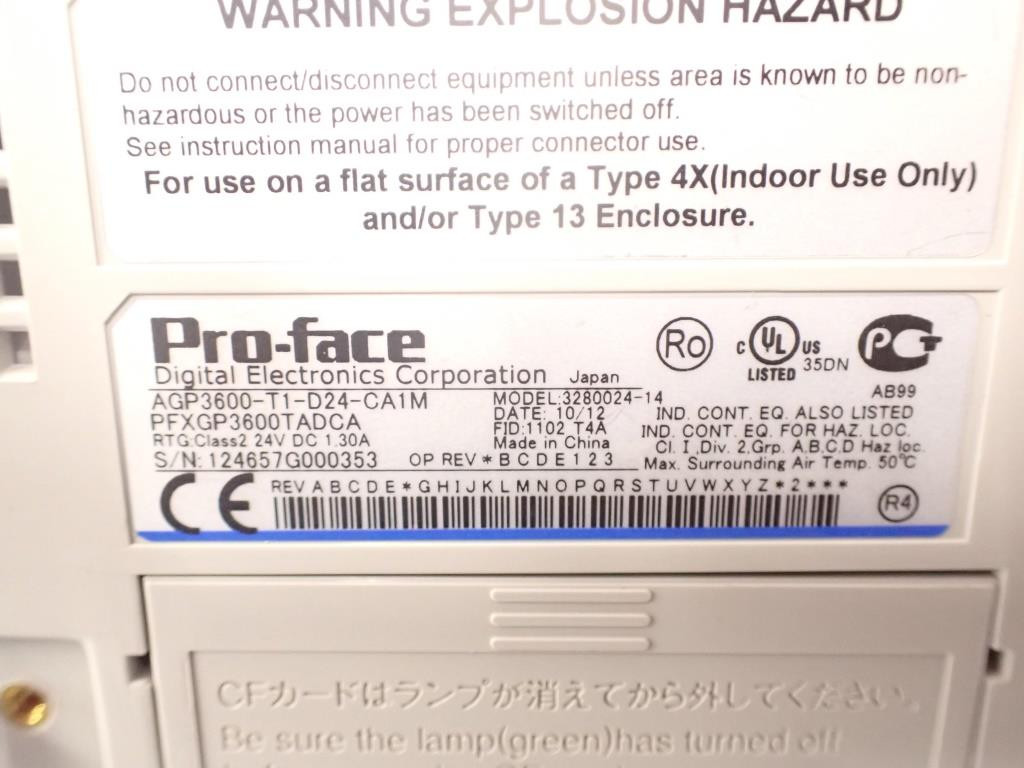 WARNING EXPLOSION HAZARD
Do not connect/disconnect equipment unless area is known to be non-
hazardous or the power has been switched off.
See instruction manual for proper connector use.
For use on a flat surface of a Type 4X(Indoor Use Only)
and/or Type 13 Enclosure.
Pro-face
Digital Electronics Corporation Japan
AGP3600-T1-D24-CA1M
PFXGP3600TADCA
RTG:Class2 24V DC 1.30A
S/N: 124657G000353
MODEL:3280024-14
DATE: 10/12
FID:1102 T4A
Made in China
OP REV * B C D E 1 2 3
Ro
C UL US
LISTED 35DN
PG
AB99
IND. CONT. EQ. ALSO LISTED
IND. CONT. EQ. FOR HAZ. LOC.
Cl. I ,Div. 2,Grp. A,B,C,D Haz loc.
Max. Surrounding Air Temp. 50℃
CE
REV A B C D E * G H I J K L M N O P Q R S T U V W X Y Z * 2 * * *
R4
CFカードはランプが消えてから外してください。
Be sure the lamp(green)has turned off